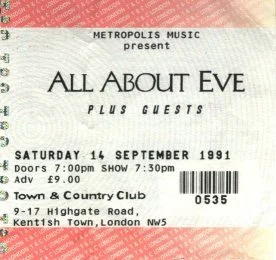 METROPOLIS MUSIC
present
ALL ABOUT EVE
PLUS GUESTS
SATURDAY 14 SEPTEMBER 1991
Doors 7:00pm SHOW 7:30pm
Adv £9.00
Town & Country Club
9-17 Highgate Road,
Kentish Town,London NW5
0535